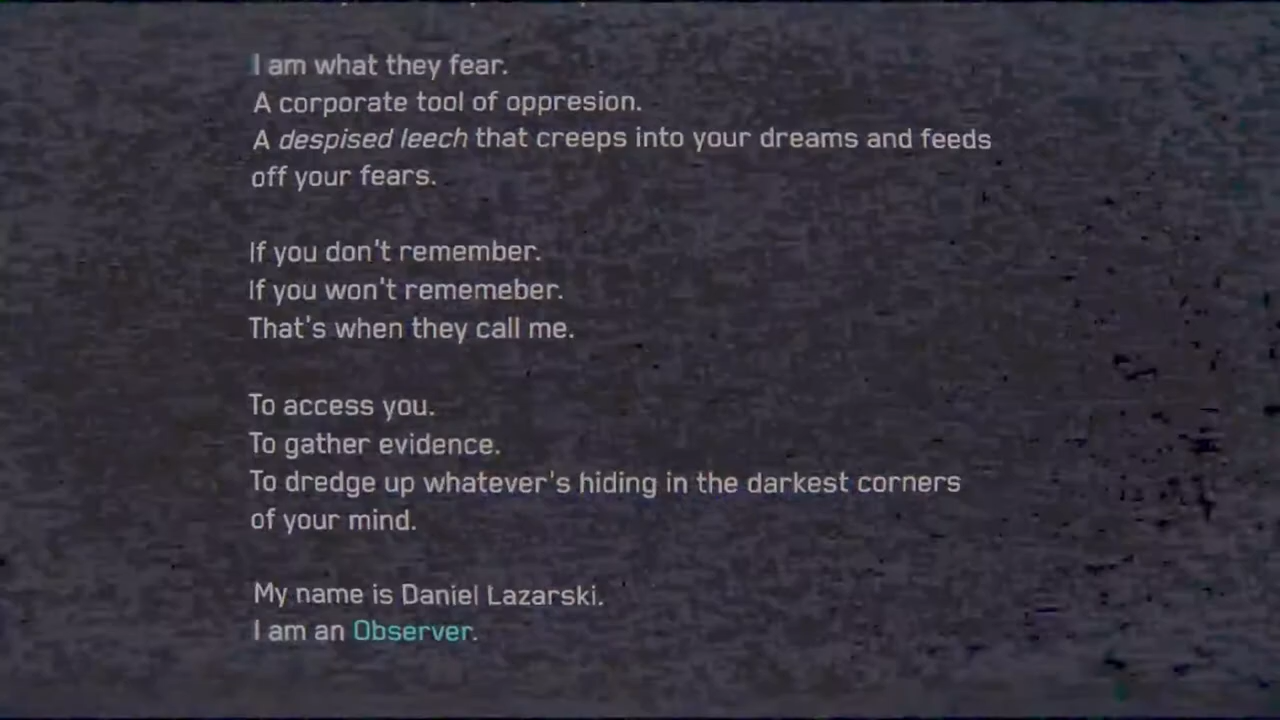 I am what they fear.
A corporate tool of oppresion.
A despised leech that creeps into your dreams and feeds
off your fears.
If you don't remember.
If you won't rememeber.
That's when they call me.
To access you.
To gather evidence.
To dredge up whatever's hiding in the darkest corners
of your mind.
My name is Daniel Lazarski.
I am an Observer.